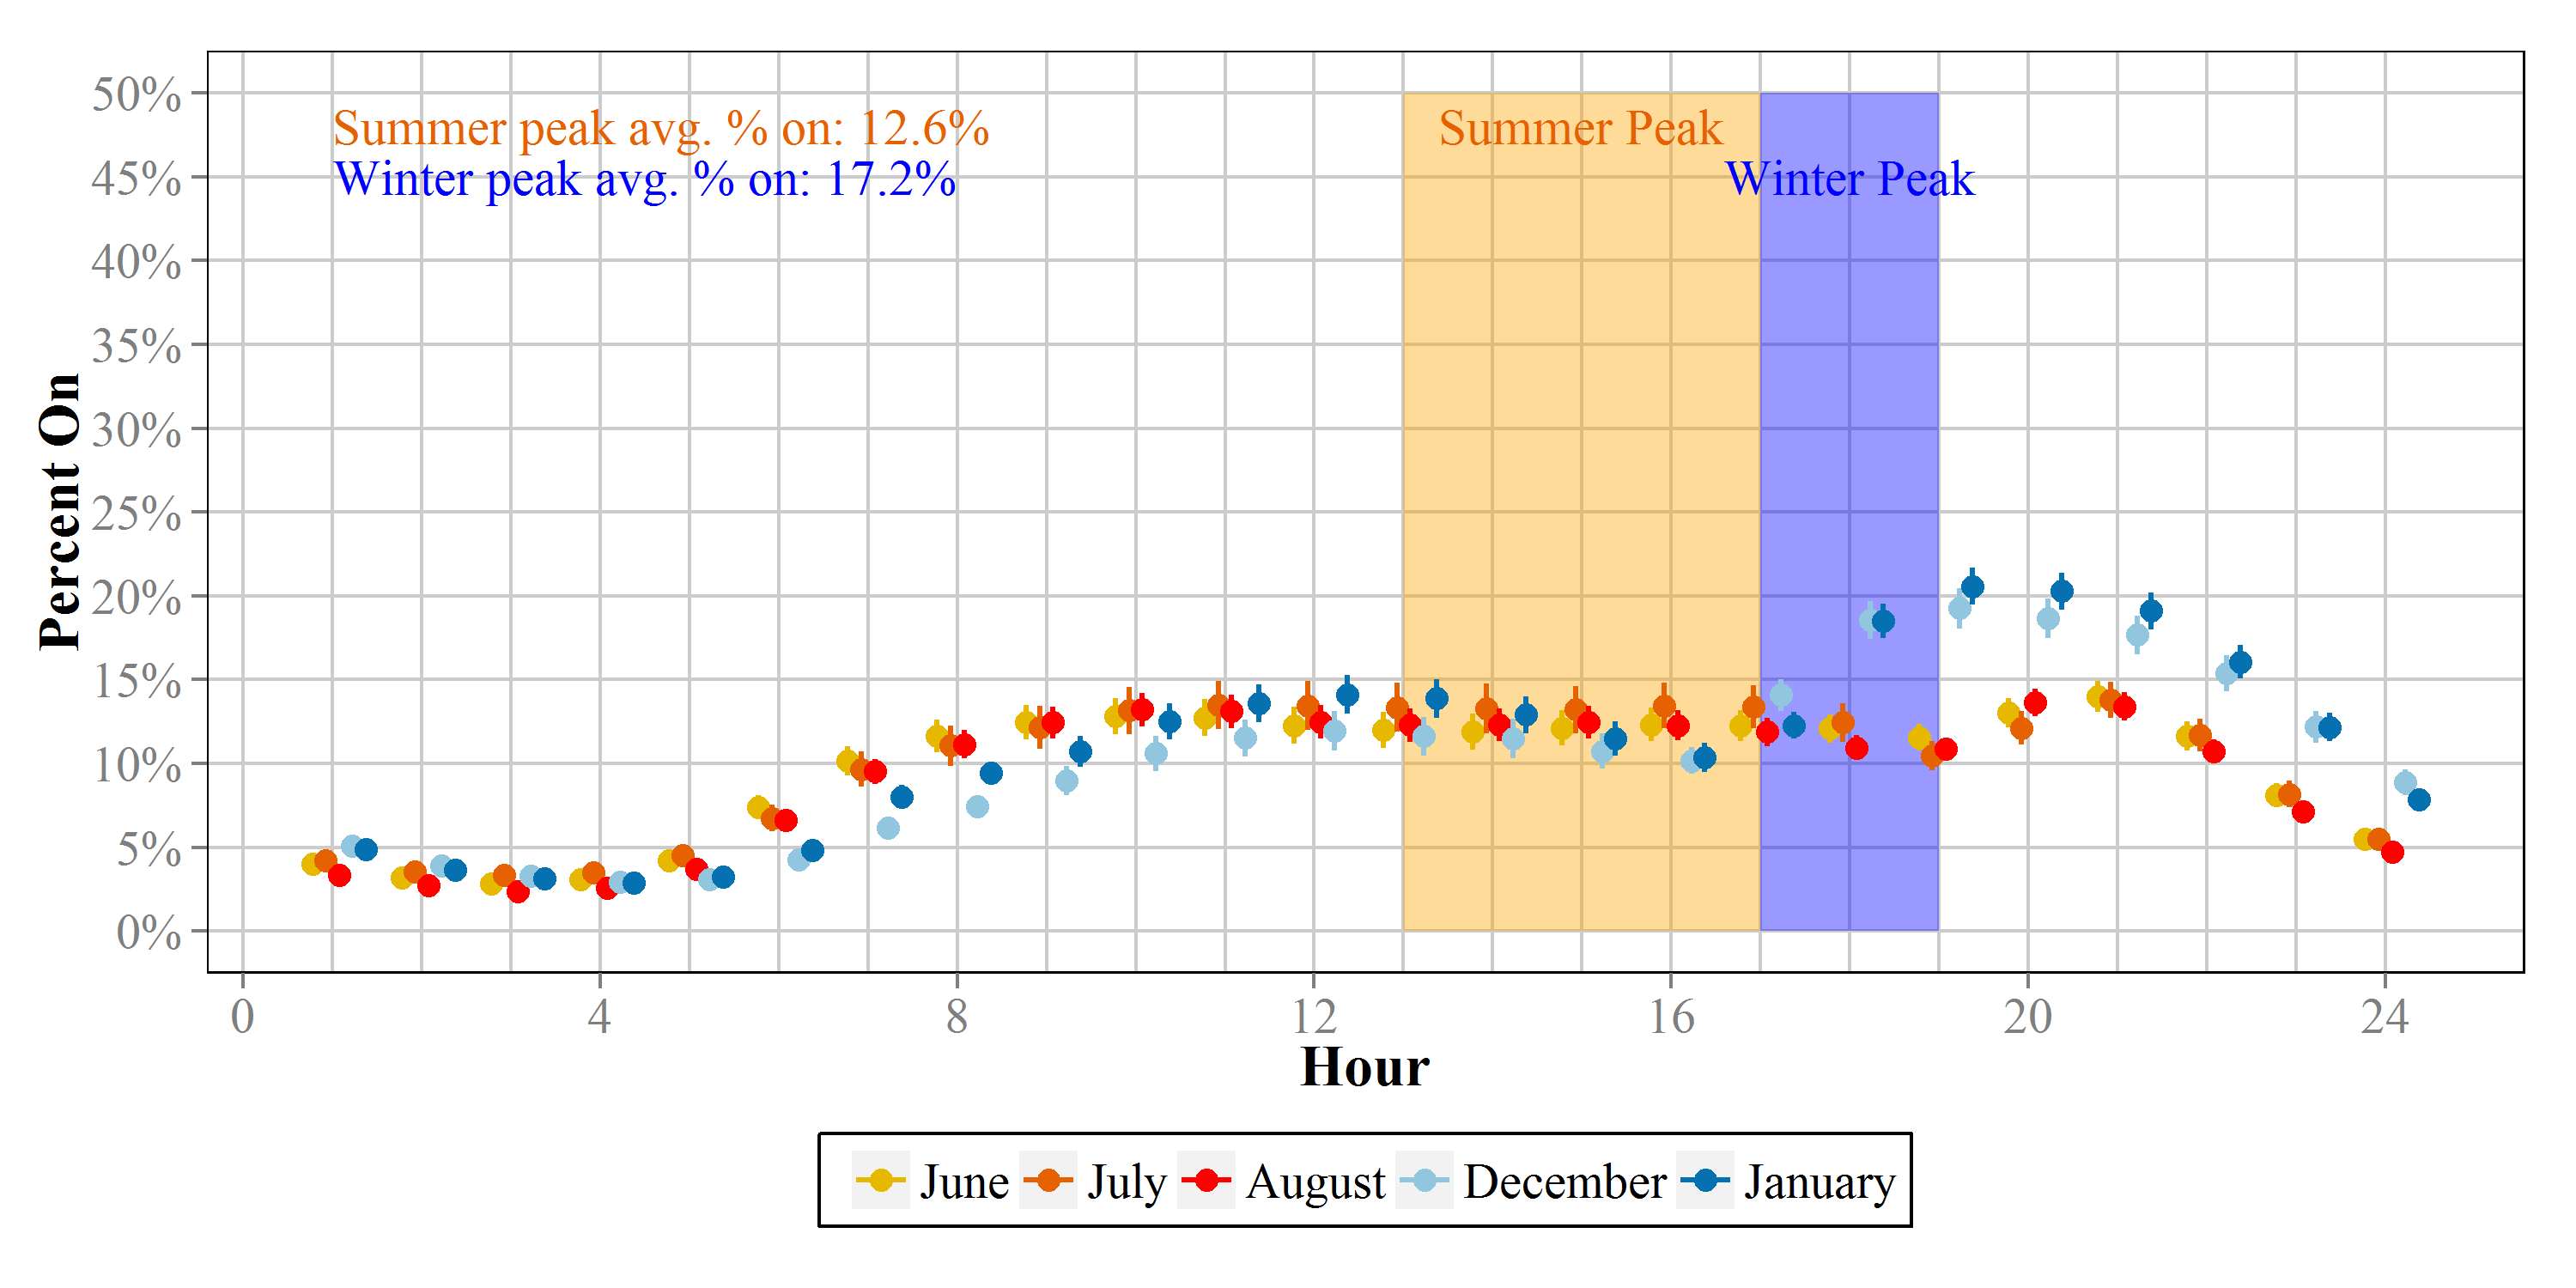 50%
Summer peak avg. % on: 12.6%
Summer Peak
45%
Winter peak avg. % on: 17.2%
Winter Peak
40%
35%
30%
25%
20%
15%
10%
5%
0%
Percent On
0 4 8 12 16 20 24
Hour
June July August December January